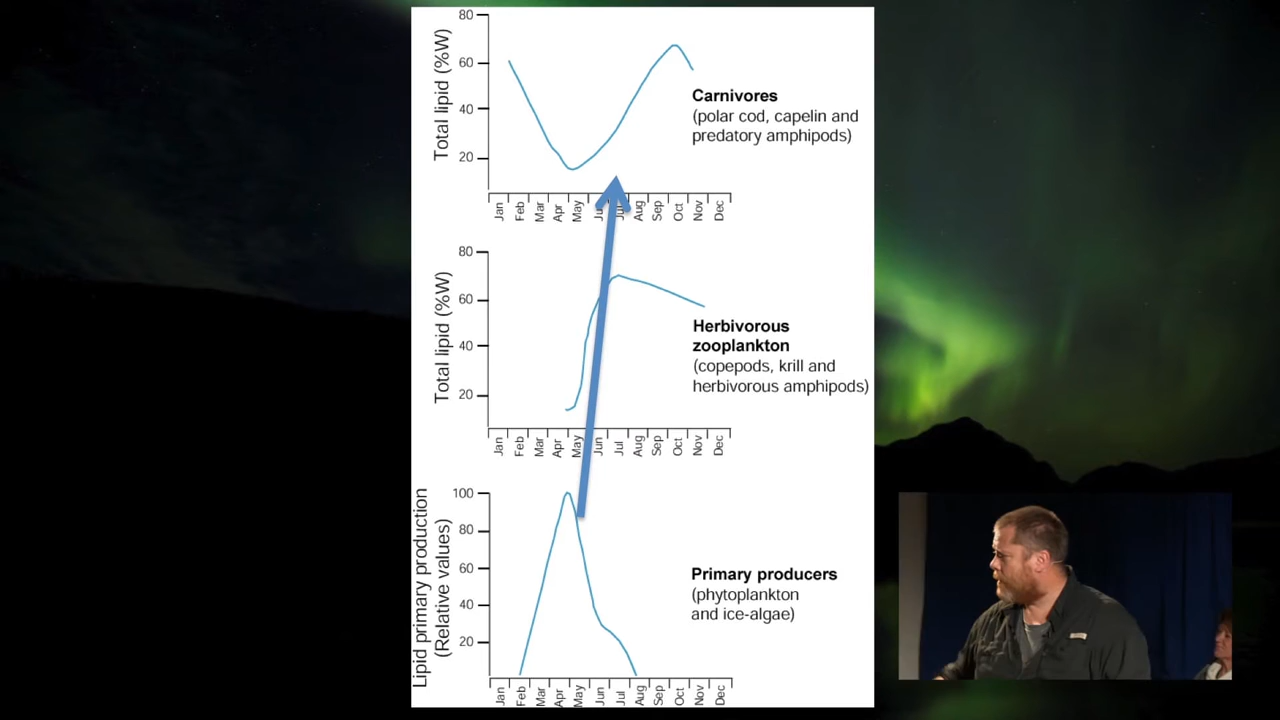 80
60
40
20
Total lipid (%W)
Carnivores
(polar cod, capelin and
predatory amphipods)
Jan Feb Mar Apr May Jul Aug Sep Oct Nov Dec
80
60
40
20
Total lipid (%W)
Herbivorous
zooplankton
(copepods, krill and
herbivorous amphipods)
Jan Feb Mar Apr May Jun Jul Aug Sep Oct Nov Dec
100
80
60
40
20
Lipid primary production
(Relative values)
Primary producers
(phytoplankton
and ice-algae)
Jan Feb Mar Apr May Jun Jul Aug Sep Oct Nov Dec